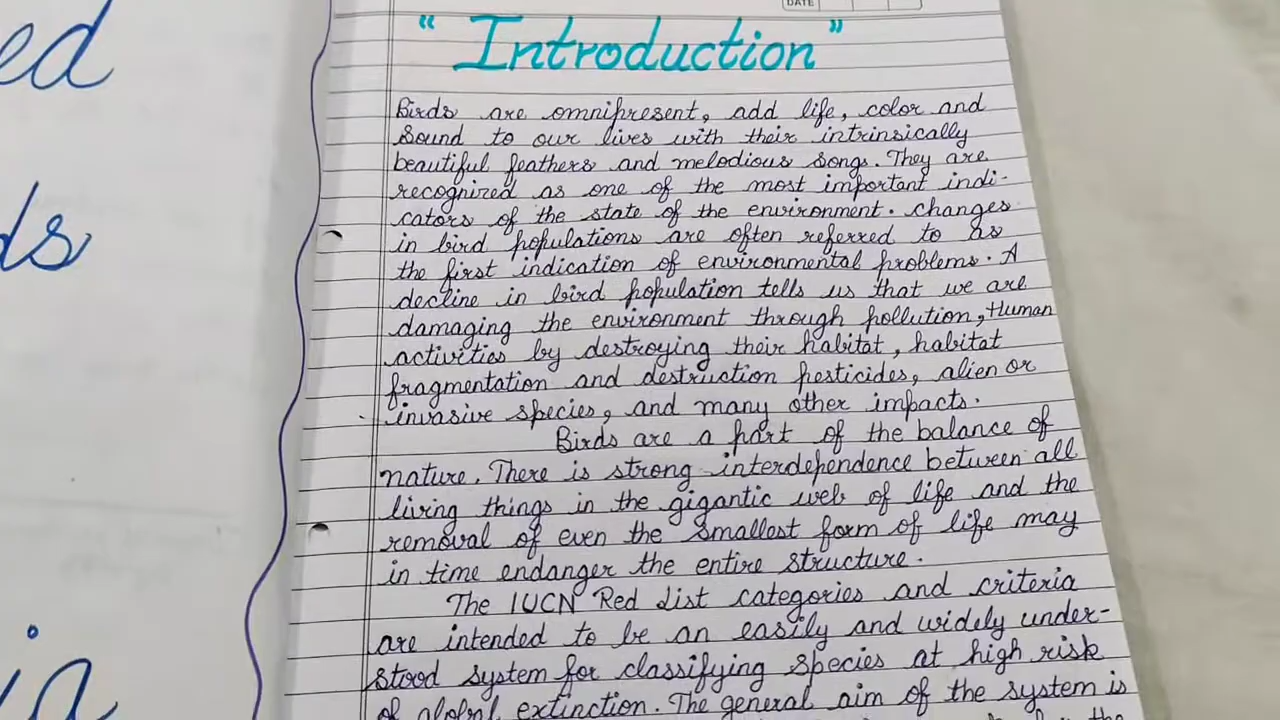 DATE
ed
ds
ia
" Introduction "
Birds are omnipresent, add life, color and
Sound to our lives with their intrinsically
beautiful feathers and melodious songs. They are
recognized as one of the most important indi-
cators of the state of the environment. changes
in bird populations are often referred to as
the first indication of environmental problems. A
decline in bird population tells us that we are
damaging the environment through pollution, Human
activities by destroying their habitat, habitat
fragmentation and destruction pesticides, alien or
invasive species, and many other impacts.
Birds are a part of the balance of
nature. There is strong interdependence between all
living things in the gigantic web of life and the
removal of even the smallest form of life may
in time endanger the entire structure.
The IUCN Red List categories and criteria
are intended to be an easily and widely under-
stood system for classifying species at high risk
of global extinction. The general aim of the system is
the